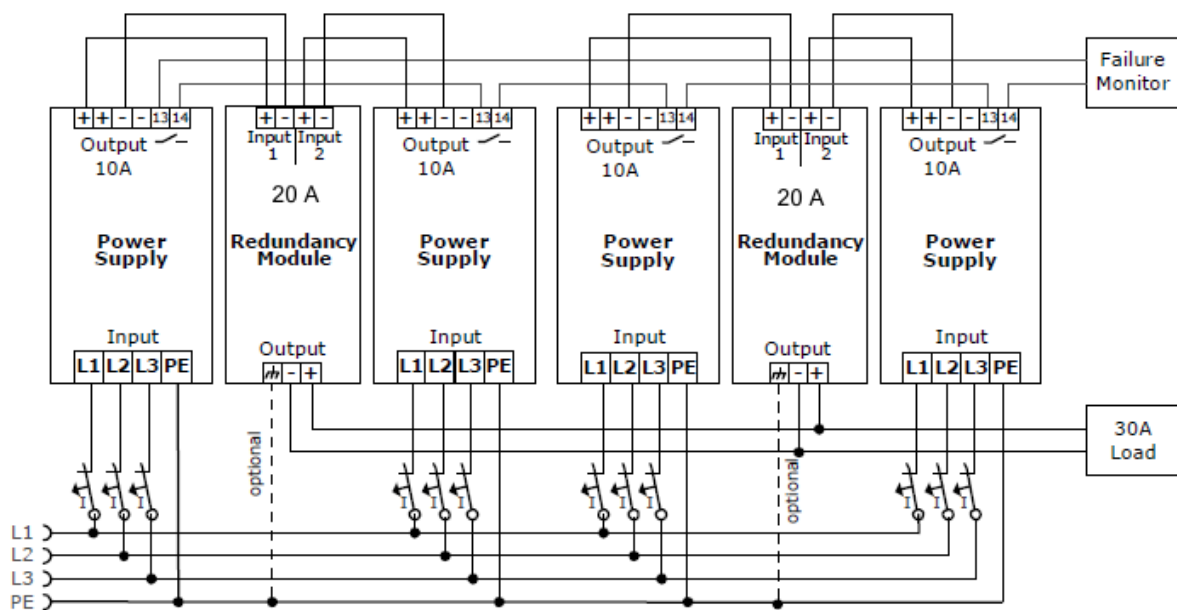 Failure
Monitor
+ + - - 13 14
Output
10A
+ - + -
Input 1
Input 2
20 A
Redundancy
Module
Output
- +
Power
Supply
Input
L1 L2 L3 PE
+ + - - 13 14
Output
10A
Power
Supply
Input
L1 L2 L3 PE
+ + - - 13 14
Output
10A
Power
Supply
Input
L1 L2 L3 PE
+ - + -
Input 1
Input 2
20 A
Redundancy
Module
Output
- +
+ + - - 13 14
Output
10A
Power
Supply
Input
L1 L2 L3 PE
30A
Load
optional
optional
I I I
I I I
I I I
I I I
L1
L2
L3
PE